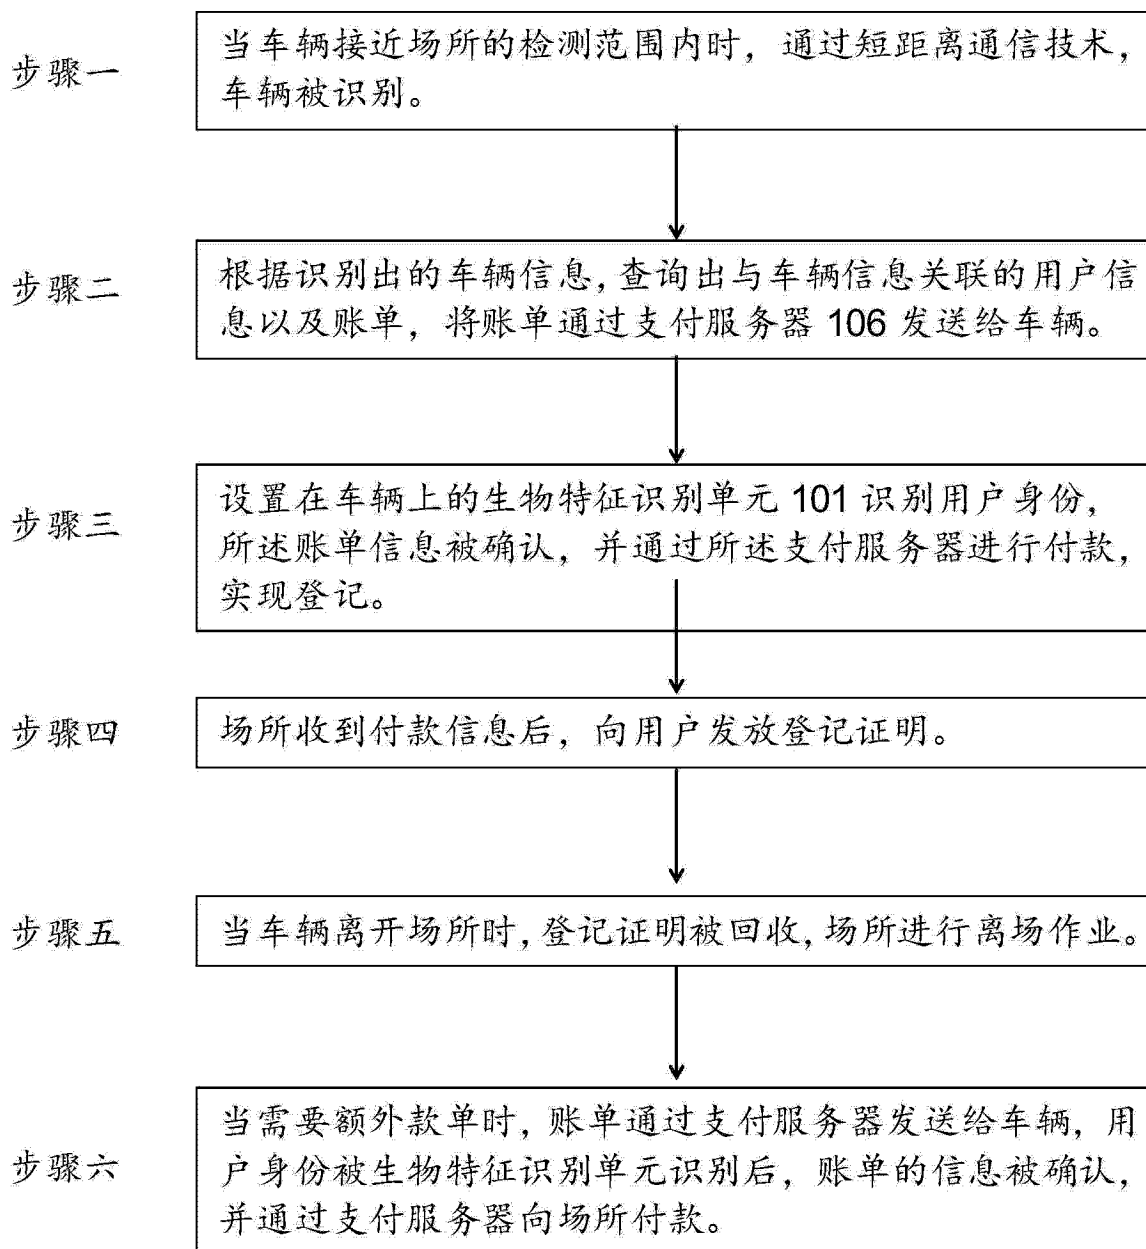 步骤一
当车辆接近场所的检测范围内时，通过短距离通信技术，
车辆被识别。
步骤二
根据识别出的车辆信息，查询出与车辆信息关联的用户信
息以及账单，将账单通过支付服务器 106 发送给车辆。
步骤三
设置在车辆上的生物特征识别单元 101 识别用户身份，
所述账单信息被确认，并通过所述支付服务器进行付款，
实现登记。
步骤四
场所收到付款信息后，向用户发放登记证明。
步骤五
当车辆离开场所时，登记证明被回收，场所进行离场作业。
步骤六
当需要额外款单时，账单通过支付服务器发送给车辆，用
户身份被生物特征识别单元识别后，账单的信息被确认，
并通过支付服务器向场所付款。